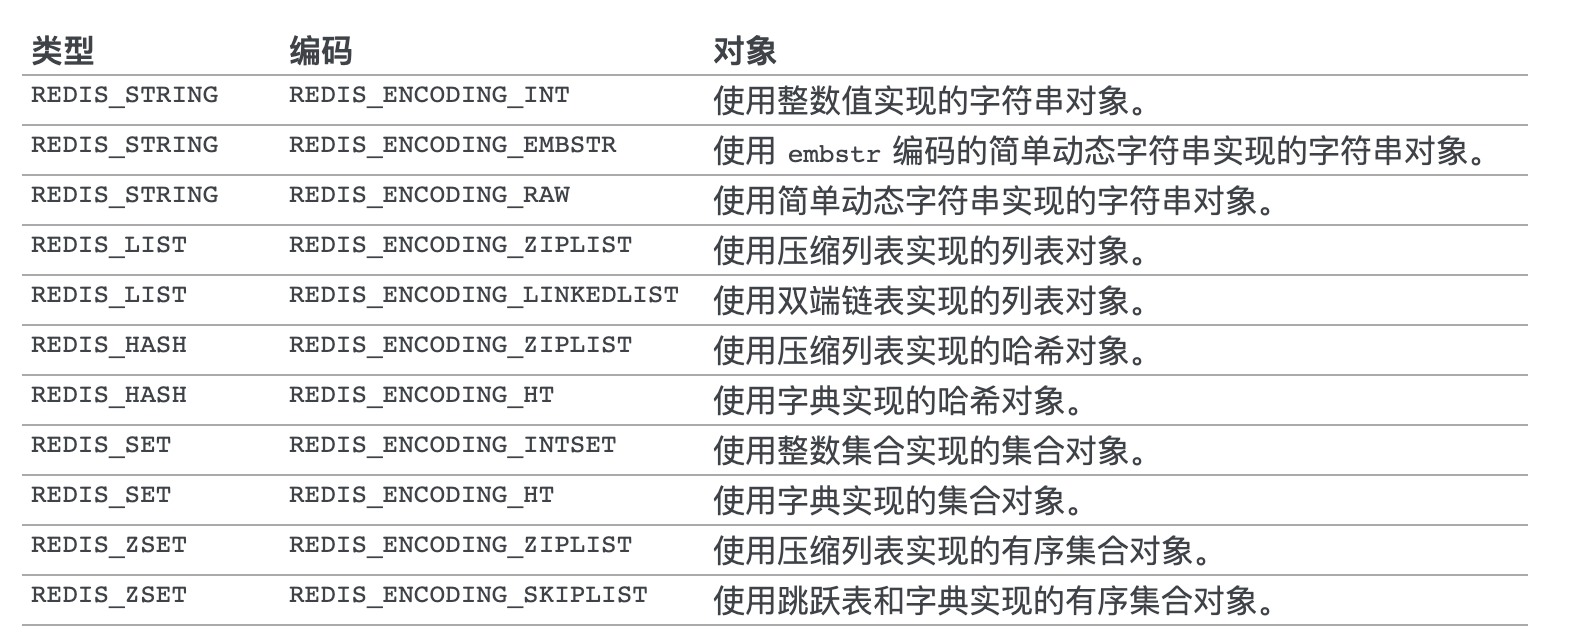 类型 编码 对象
REDIS_STRING REDIS_ENCODING_INT 使用整数值实现的字符串对象。
REDIS_STRING REDIS_ENCODING_EMBSTR 使用 embstr 编码的简单动态字符串实现的字符串对象。
REDIS_STRING REDIS_ENCODING_RAW 使用简单动态字符串实现的字符串对象。
REDIS_LIST REDIS_ENCODING_ZIPLIST 使用压缩列表实现的列表对象。
REDIS_LIST REDIS_ENCODING_LINKEDLIST 使用双端链表实现的列表对象。
REDIS_HASH REDIS_ENCODING_ZIPLIST 使用压缩列表实现的哈希对象。
REDIS_HASH REDIS_ENCODING_HT 使用字典实现的哈希对象。
REDIS_SET REDIS_ENCODING_INTSET 使用整数集合实现的集合对象。
REDIS_SET REDIS_ENCODING_HT 使用字典实现的集合对象。
REDIS_ZSET REDIS_ENCODING_ZIPLIST 使用压缩列表实现的有序集合对象。
REDIS_ZSET REDIS_ENCODING_SKIPLIST 使用跳跃表和字典实现的有序集合对象。